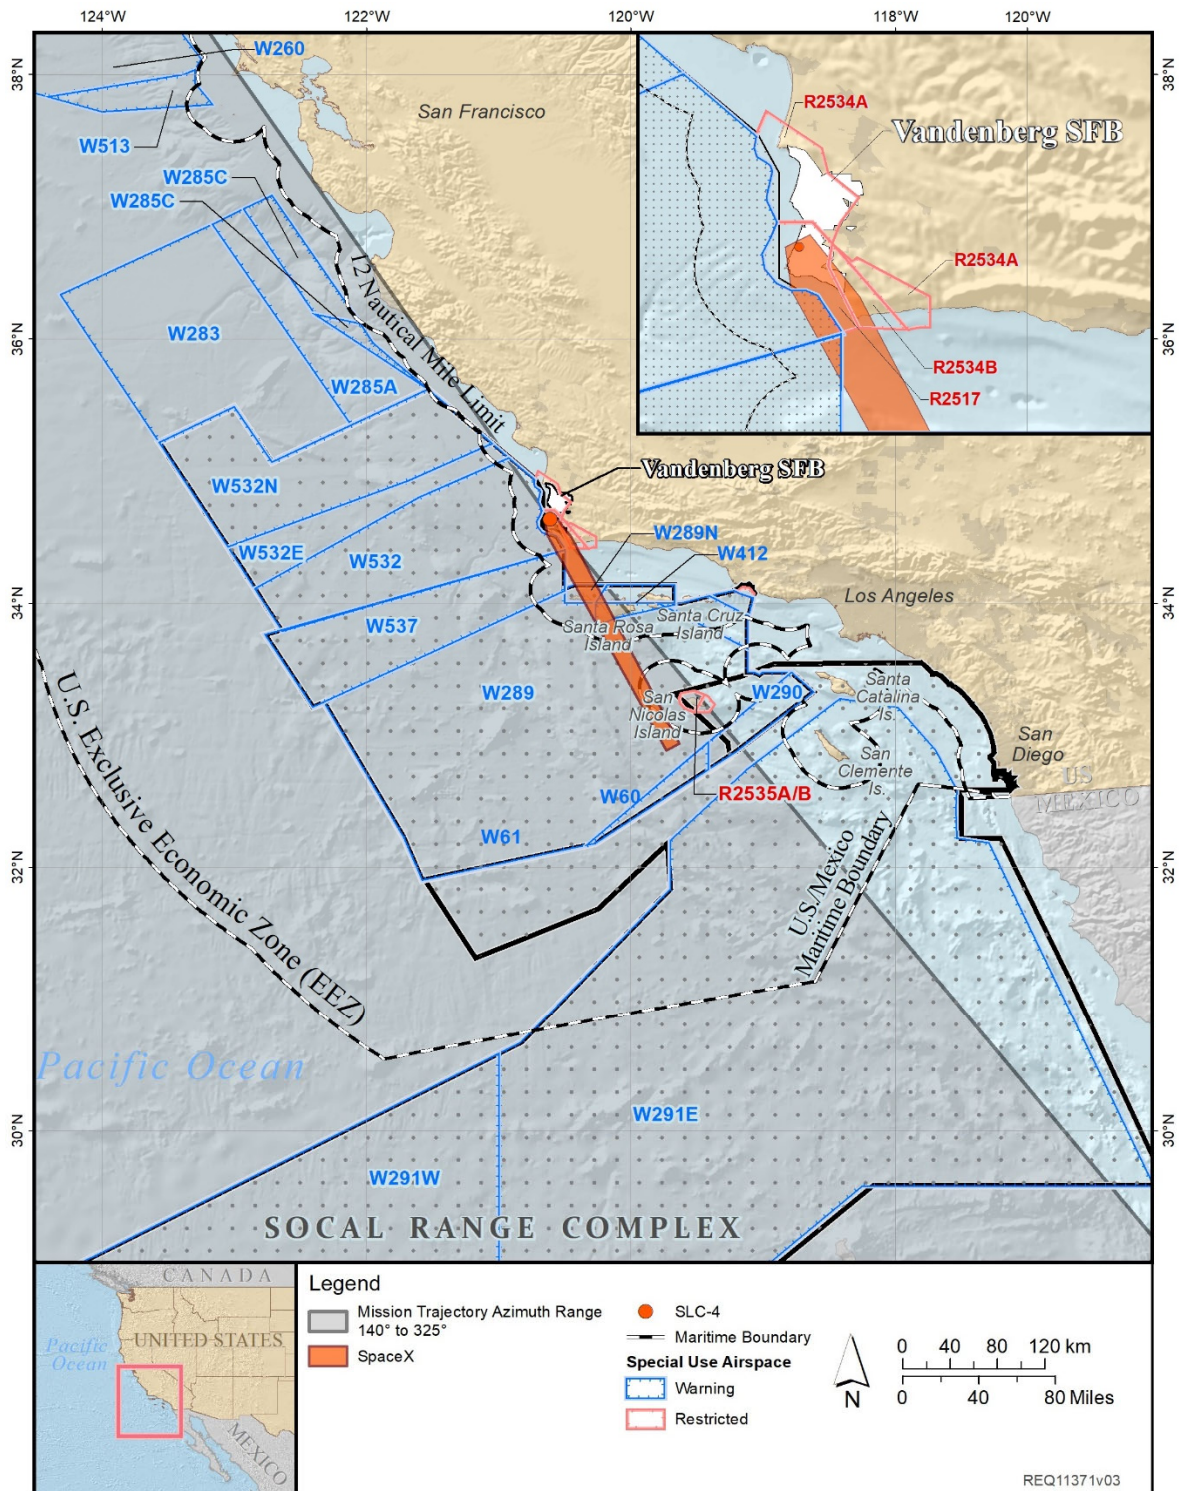 124°W
122°W
120°W
118°W
120°W
38°N
36°N
34°N
32°N
30°N
38°N
36°N
34°N
32°N
30°N
W260
W513
W285C
W285C
San Francisco
W283
W285A
12 Nautical Mile Limit
R2534A
Vandenberg SFB
R2534A
R2534B
R2517
Vandenberg SFB
W532N
W532E
W532
W289N
W412
W537
Los Angeles
Santa Rosa
Island
Santa Cruz
Island
W289
San
Nicolas
Island
W290
Santa
Catalina
Is.
San
Clemente
Is.
San
Diego
US
MEXICO
W60
R2535A/B
W61
U.S. Exclusive Economic Zone (EEZ)
U.S./Mexico
Maritime Boundary
Pacific Ocean
W291E
W291W
SOCAL RANGE COMPLEX
CANADA
UNITED STATES
Pacific
Ocean
MEXICO
Legend
Mission Trajectory Azimuth Range
140° to 325°
SpaceX
SLC-4
Maritime Boundary
Special Use Airspace
Warning
Restricted
N
0 40 80 120 km
0 40 80 Miles
REQ11371v03